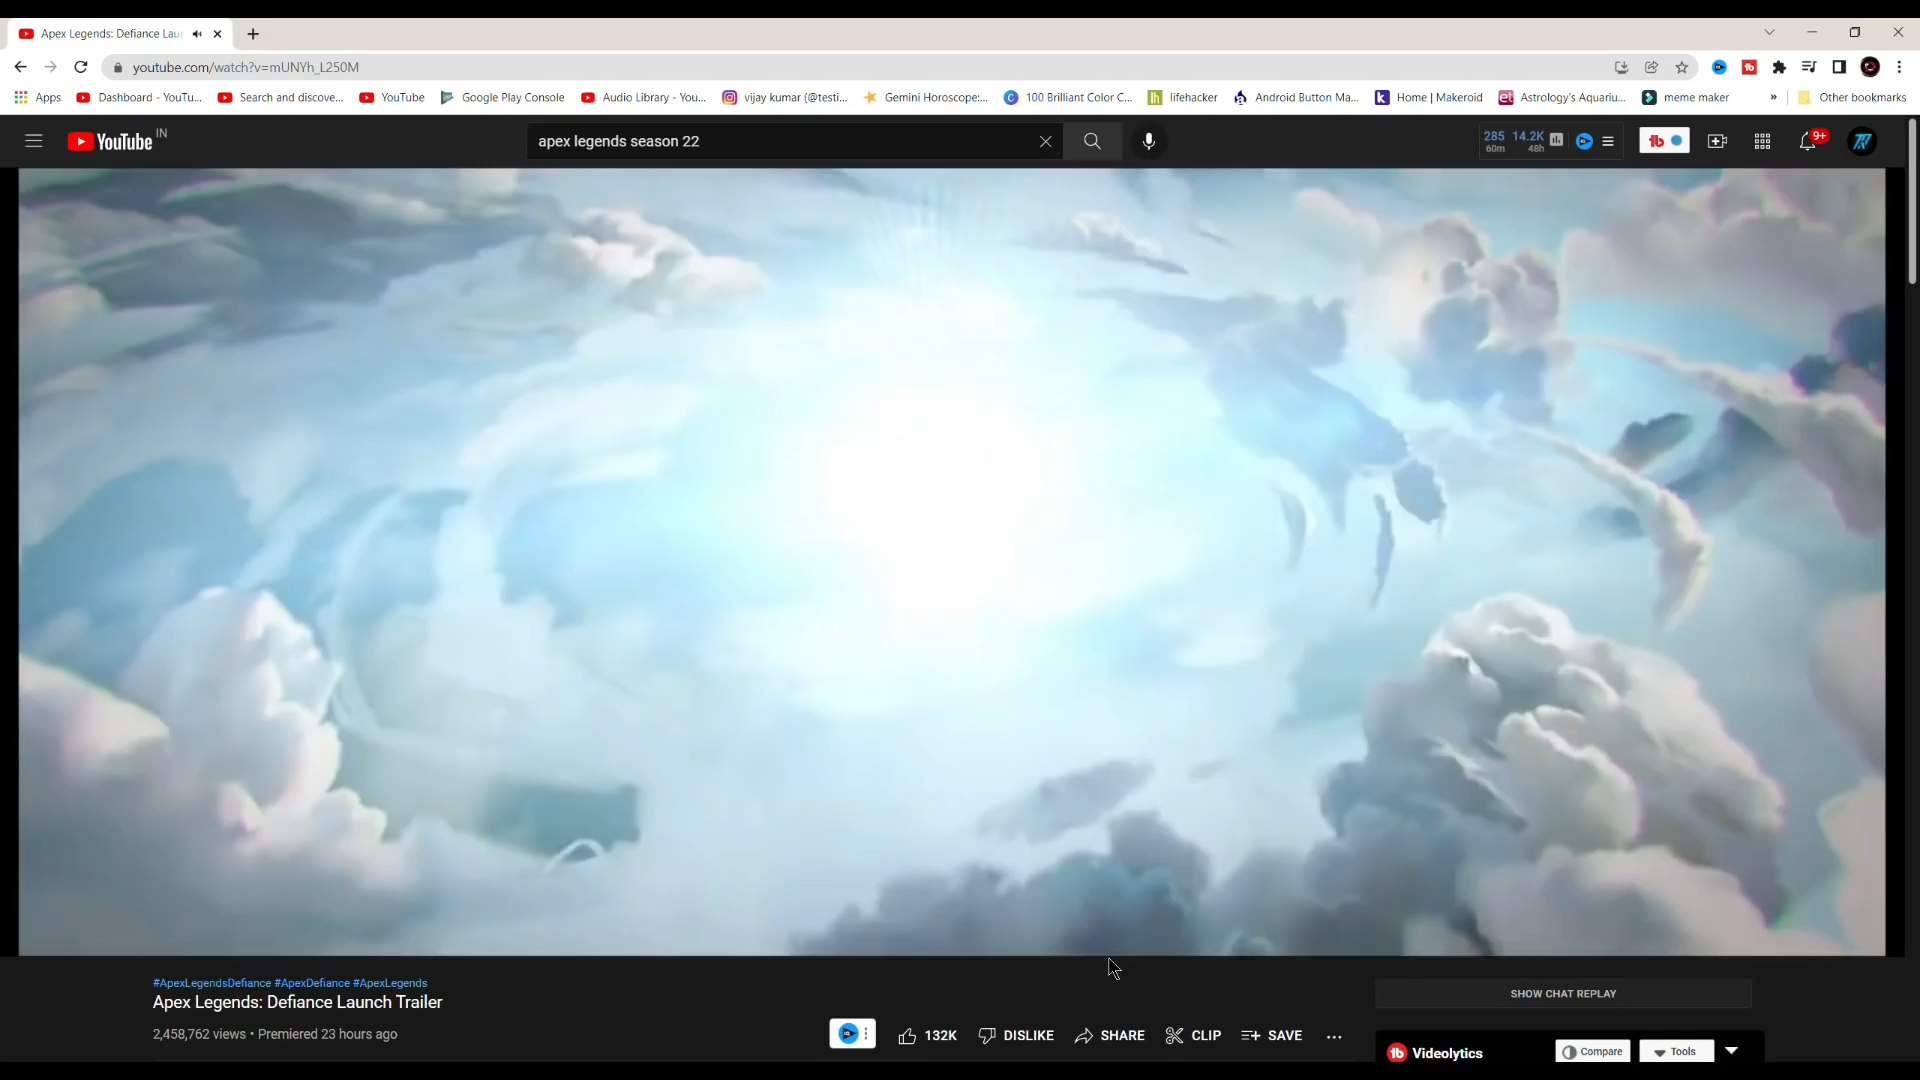 Apex Legends: Defiance Lau
youtube.com/watch?v=mUNYh_L250M
Apps
Dashboard - YouTu...
Search and discove...
YouTube
Google Play Console
Audio Library - You...
vijay kumar (@testi...
Gemini Horoscope:...
100 Brilliant Color C...
lifehacker
Android Button Ma...
Home | Makeroid
Astrology's Aquariu...
meme maker
»
Other bookmarks
YouTube IN
apex legends season 22
285 14.2K
60m 48h
9+
#ApexLegendsDefiance #ApexDefiance #ApexLegends
Apex Legends: Defiance Launch Trailer
2,458,762 views • Premiered 23 hours ago
132K
DISLIKE
SHARE
CLIP
SAVE
SHOW CHAT REPLAY
Videolytics
Compare
Tools